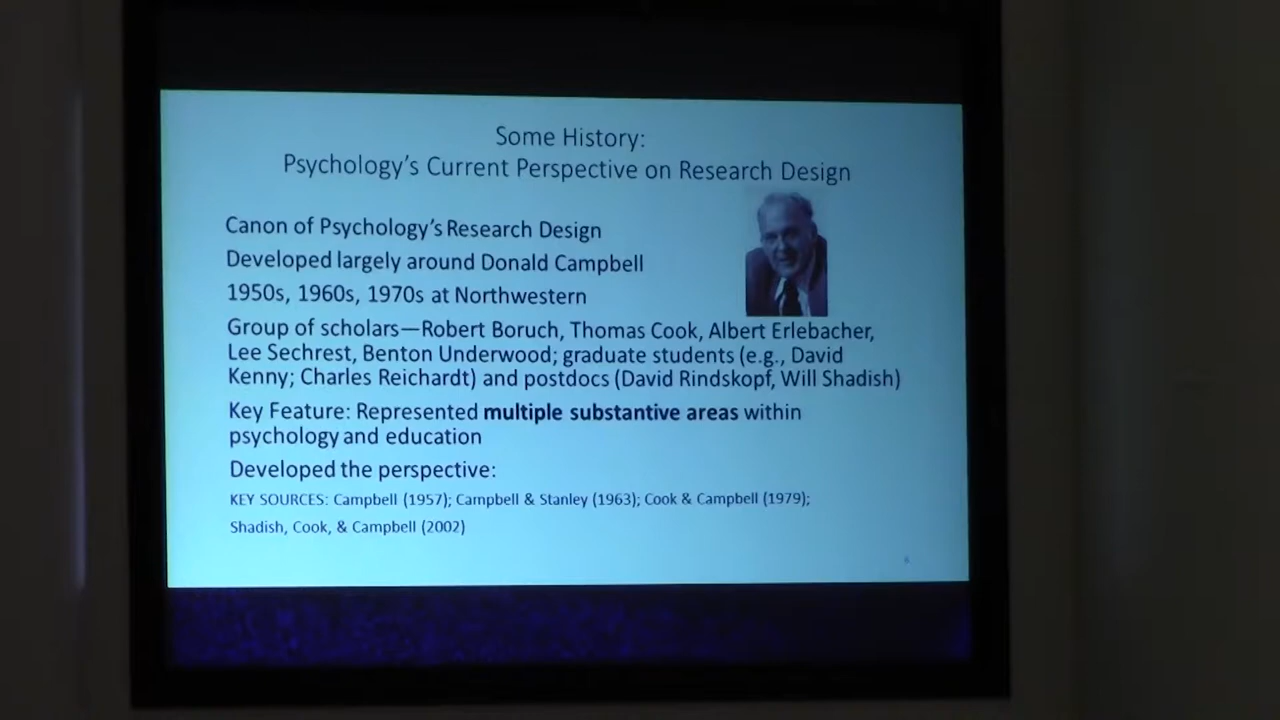 Some History:
Psychology's Current Perspective on Research Design
Canon of Psychology's Research Design
Developed largely around Donald Campbell
1950s, 1960s, 1970s at Northwestern
Group of scholars—Robert Boruch, Thomas Cook, Albert Erlebacher,
Lee Sechrest, Benton Underwood; graduate students (e.g., David
Kenny; Charles Reichardt) and postdocs (David Rindskopf, Will Shadish)
Key Feature: Represented multiple substantive areas within
psychology and education
Developed the perspective:
KEY SOURCES: Campbell (1957); Campbell & Stanley (1963); Cook & Campbell (1979);
Shadish, Cook, & Campbell (2002)